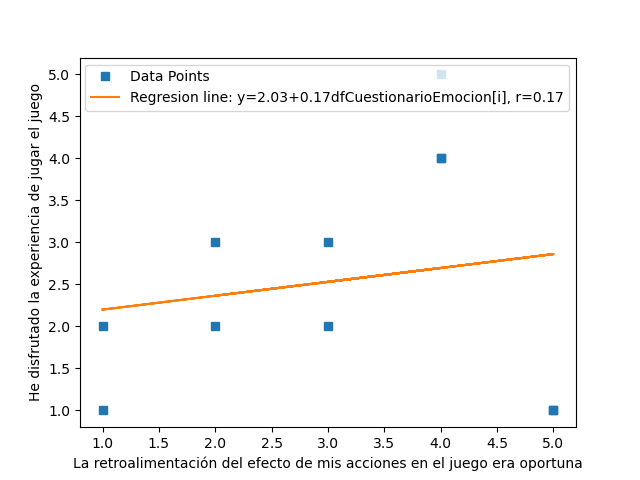 5.0
4.5
4.0
3.5
3.0
2.5
2.0
1.5
1.0
He disfrutado la experiencia de jugar el juego
Data Points
Regresion line: y=2.03+0.17dfCuestionarioEmocion[i], r=0.17
1.0 1.5 2.0 2.5 3.0 3.5 4.0 4.5 5.0
La retroalimentación del efecto de mis acciones en el juego era oportuna